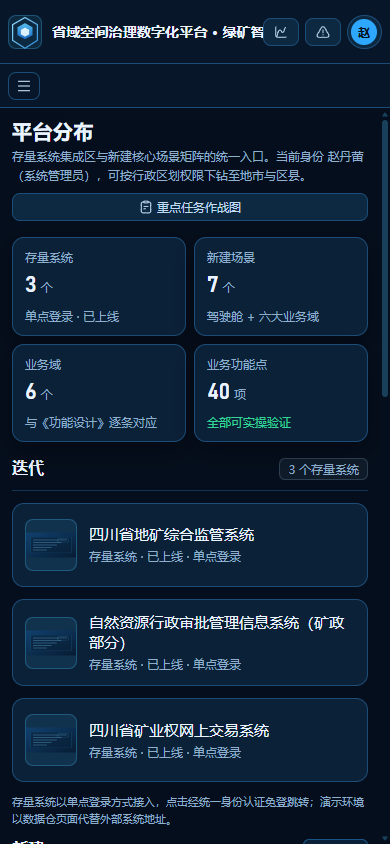 省域空间治理数字化平台 • 绿矿智
赵
平台分布
存量系统集成区与新建核心场景矩阵的统一入口。当前身份 赵丹苗
（系统管理员），可按行政区划权限下钻至地市与区县。
重点任务作战图
存量系统
3 个
单点登录 · 已上线
新建场景
7 个
驾驶舱 + 六大业务域
业务域
6 个
与《功能设计》逐条对应
业务功能点
40 项
全部可实操验证
迭代
3 个存量系统
四川省地矿综合监管系统
存量系统 · 已上线 · 单点登录
自然资源行政审批管理信息系统（矿政
部分）
存量系统 · 已上线 · 单点登录
四川省矿业权网上交易系统
存量系统 · 已上线 · 单点登录
存量系统以单点登录方式接入，点击经统一身份认证免登跳转；演示环境
以数据仓页面代替外部系统地址。